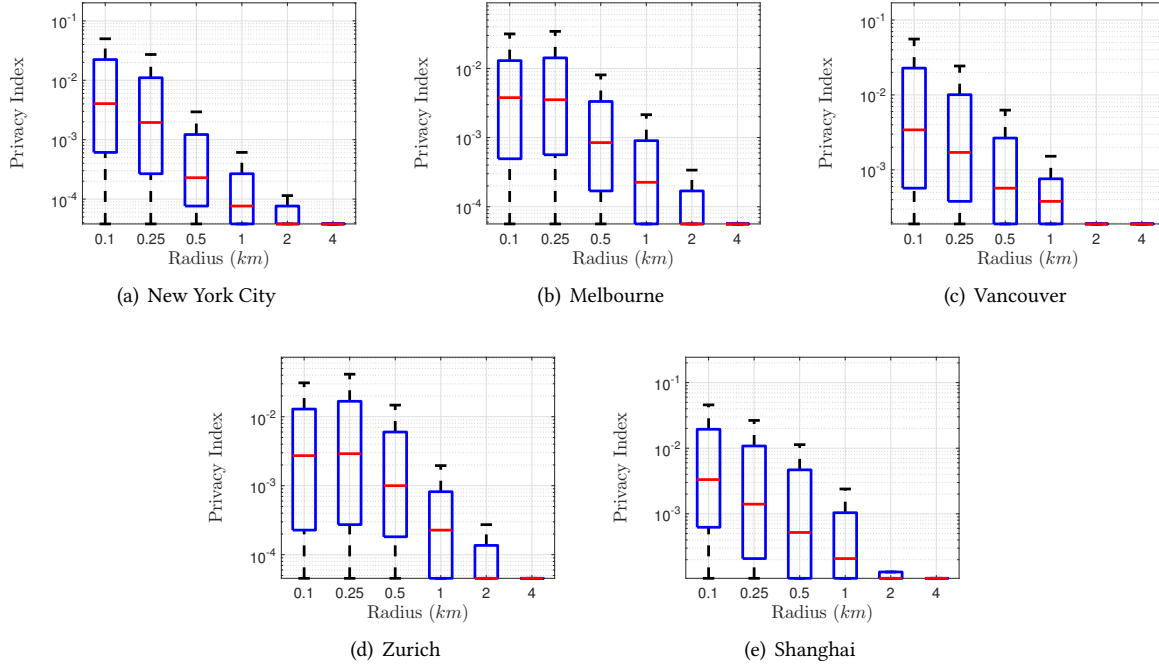 10^-1
10^-2
10^-3
10^-4
Privacy Index
0.1 0.25 0.5 1 2 4
Radius (km)
(a) New York City
10^-2
10^-3
10^-4
Privacy Index
0.1 0.25 0.5 1 2 4
Radius (km)
(b) Melbourne
10^-1
10^-2
10^-3
Privacy Index
0.1 0.25 0.5 1 2 4
Radius (km)
(c) Vancouver
10^-2
10^-3
10^-4
Privacy Index
0.1 0.25 0.5 1 2 4
Radius (km)
(d) Zurich
10^-1
10^-2
10^-3
Privacy Index
0.1 0.25 0.5 1 2 4
Radius (km)
(e) Shanghai